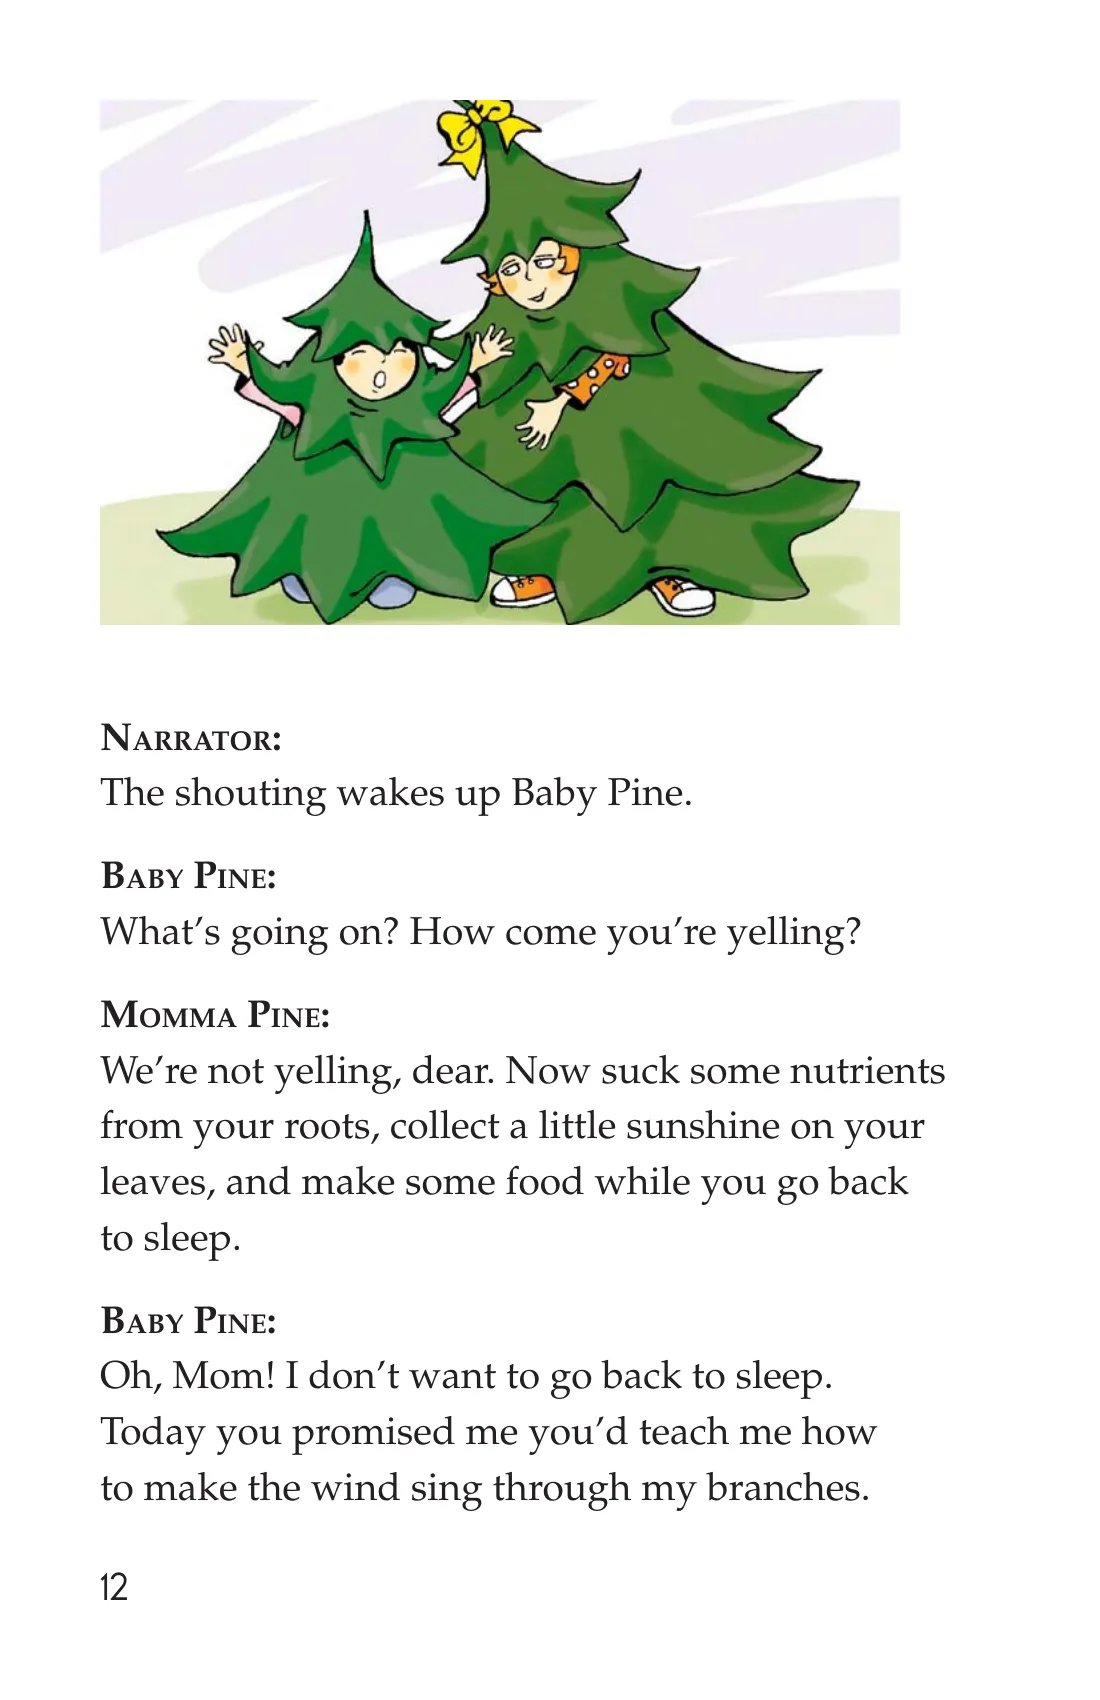 NARRATOR:
The shouting wakes up Baby Pine.
BABY PINE:
What’s going on? How come you’re yelling?
MOMMA PINE:
We’re not yelling, dear. Now suck some nutrients
from your roots, collect a little sunshine on your
leaves, and make some food while you go back
to sleep.
BABY PINE:
Oh, Mom! I don’t want to go back to sleep.
Today you promised me you’d teach me how
to make the wind sing through my branches.
12